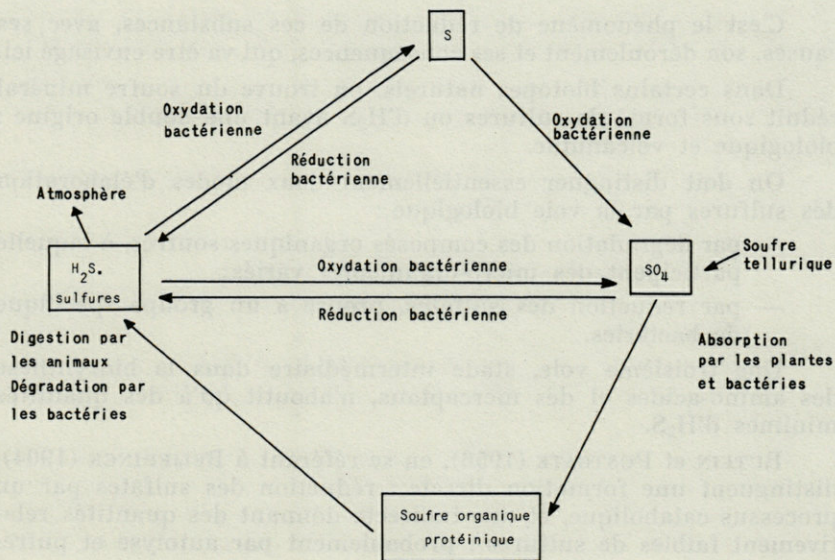 S
Oxydation
bactérienne
Oxydation
bactérienne
Réduction
bactérienne
Atmosphère
H₂S.
sulfures
Oxydation bactérienne
Réduction bactérienne
SO₄
Soufre
tellurique
Digestion par
les animaux
Dégradation par
les bactéries
Absorption
par les plantes
et bactéries
Soufre organique
protéinique